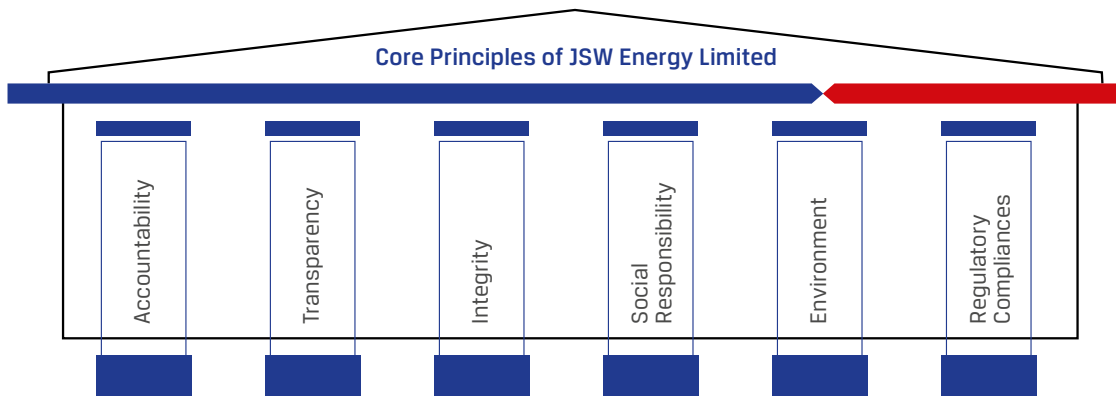 Core Principles of JSW Energy Limited
Accountability
Transparency
Integrity
Social
Responsibility
Environment
Regulatory
Compliances